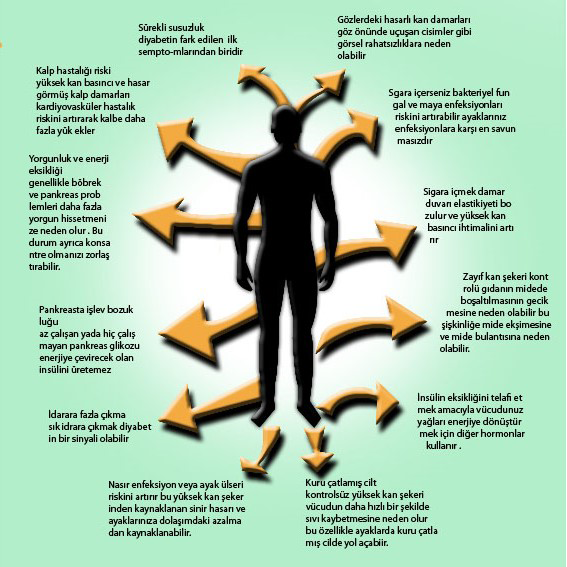 Sürekli susuzluk
diyabetin fark edilen ilk
sempto-mlarından biridir
Gözlerdeki hasarlı kan damarları
göz önünde uçuşan cisimler gibi
görsel rahatsızlıklara neden
olabilir
Kalp hastalığı riski
yüksek kan basıncı ve hasar
görmüş kalp damarları
kardiyovasküler hastalık
riskini artırarak kalbe daha
fazla yük ekler
Sgara içerseniz bakteriyel fun
gal ve maya enfeksiyonları
riskini artırabilir ayaklarınız
enfeksiyonlara karşı en savun
masızdır
Yorgunluk ve enerji
eksikliği
genellikle böbrek
ve pankreas prob
lemleri daha fazla
yorgun hissetmeni
ze neden olur . Bu
durum ayrıca konsa
ntre olmanızı zorlaş
tırabilir.
Sigara içmek damar
duvarı elastikiyeti bo
zulur ve yüksek kan
basıncı ihtimalini artı
rır
Zayıf kan şekeri kont
rolü gıdanın midede
boşaltılmasının gecik
mesine neden olabilir bu
şişkinliğe mide ekşimesine
ve mide bulantısına neden
olabilir.
Pankreasta işlev bozuk
luğu
az çalışan yada hiç çalış
mayan pankreas glikozu
enerjiye çevirecek olan
insülini üretemez
İdarara fazla çıkma
sık idrara çıkmak diyabet
in bir sinyali olabilir
İnsülin eksikliğini telafi et
mek amacıyla vücudunuz
yağları enerjiye dönüştür
mek için diğer hormonlar
kullanır .
Nasır enfeksiyon veya ayak ülseri
riskini artırır bu yüksek kan şeker
inden kaynaklanan sinir hasarı ve
ayaklarınıza dolaşımdaki azalma
dan kaynaklanabilir.
Kuru çatlamış cilt
kontrolsüz yüksek kan şekeri
vücudun daha hızlı bir şekilde
sıvı kaybetmesine neden olur
bu özellikle ayaklarda kuru çatla
mış cilde yol açabiir.